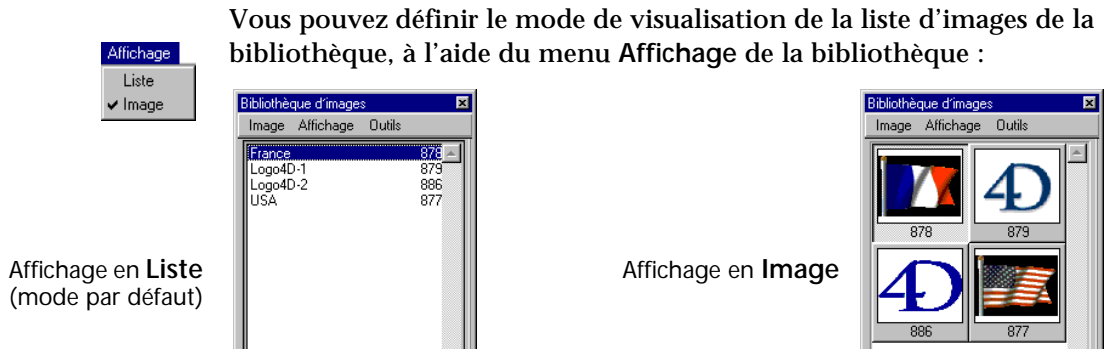 Vous pouvez définir le mode de visualisation de la liste d'images de la
bibliothèque, à l'aide du menu Affichage de la bibliothèque :
Affichage
Liste
✔ Image
Bibliothèque d'images
Image Affichage Outils
France 878
Logo4D-1 879
Logo4D-2 886
USA 877
Affichage en Liste
(mode par défaut)
Affichage en Image
Bibliothèque d'images
Image Affichage Outils
4D
878 879
4D
886 877